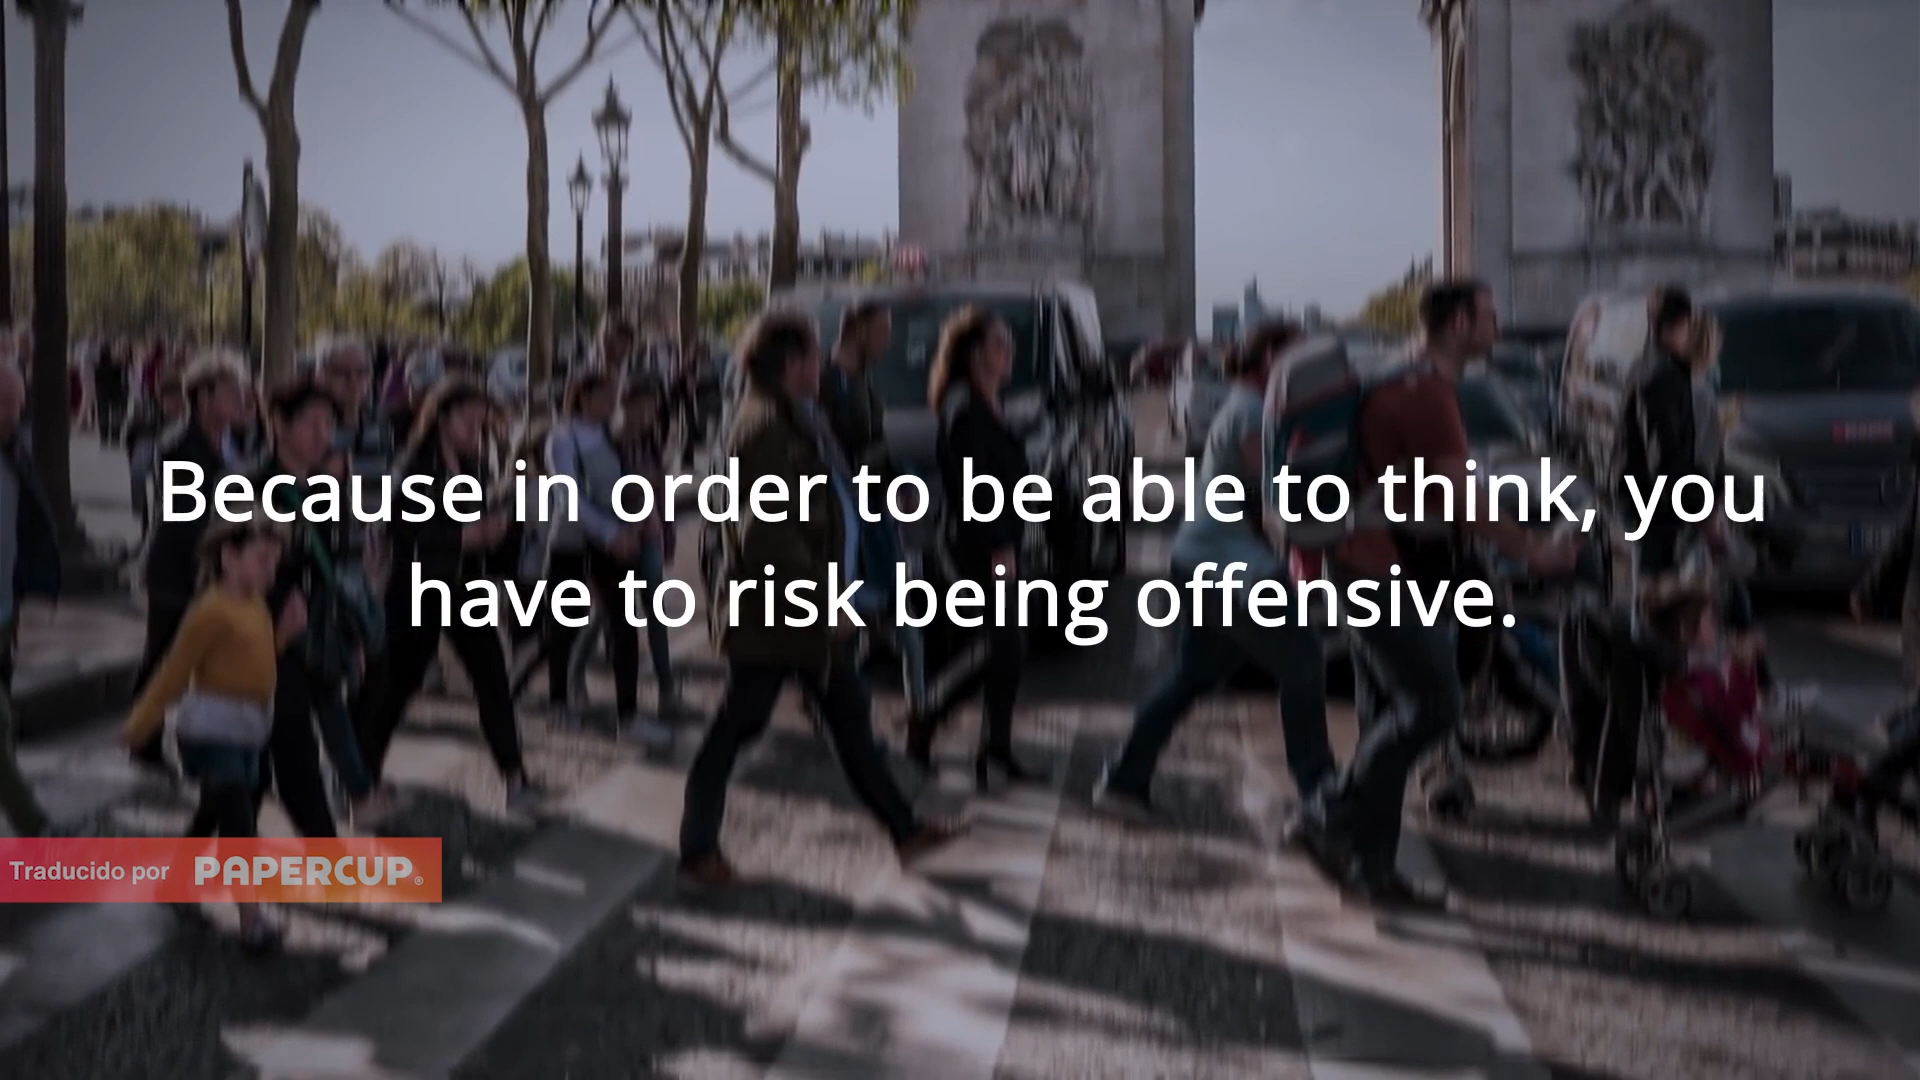 Because in order to be able to think, you
have to risk being offensive.
Traducido por PAPERCUP®